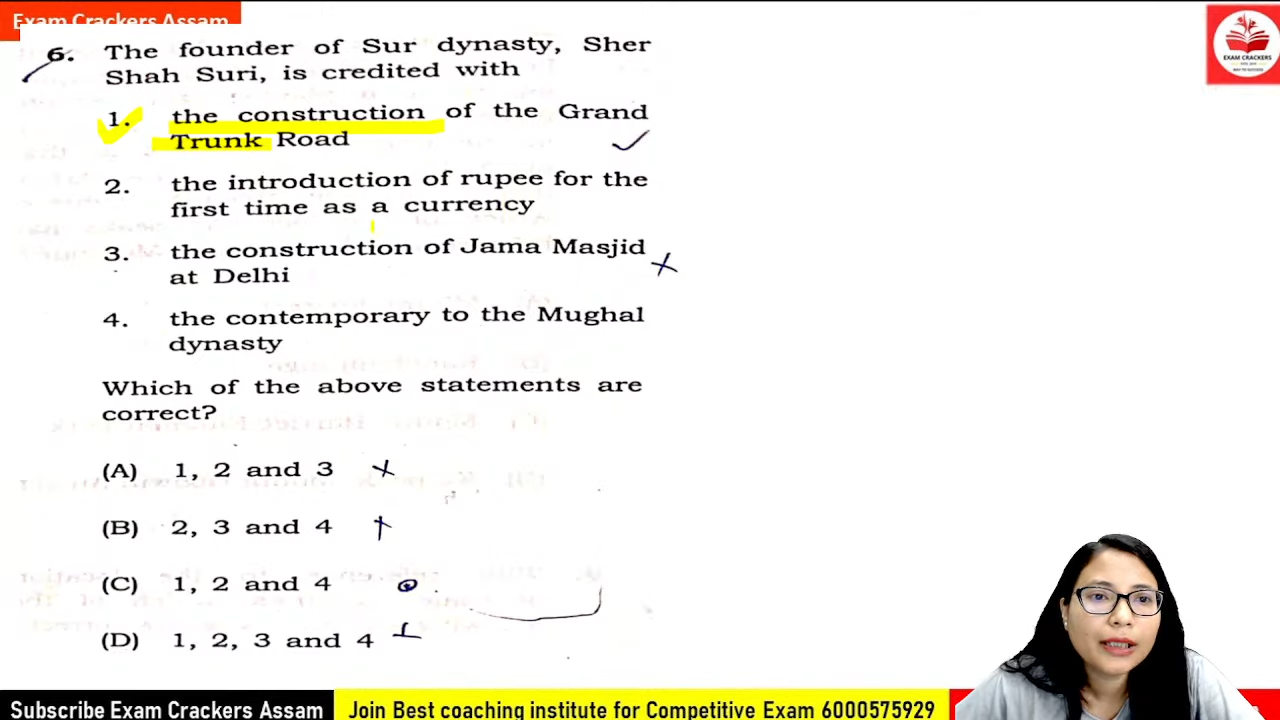 Exam Crackers Assam
6. The founder of Sur dynasty, Sher
Shah Suri, is credited with
1. the construction of the Grand
Trunk Road
2. the introduction of rupee for the
first time as a currency
3. the construction of Jama Masjid
at Delhi
4. the contemporary to the Mughal
dynasty
Which of the above statements are
correct?
(A) 1, 2 and 3
(B) 2, 3 and 4
(C) 1, 2 and 4
(D) 1, 2, 3 and 4
EXAM CRACKERS
Subscribe Exam Crackers Assam
Join Best coaching institute for Competitive Exam 6000575929